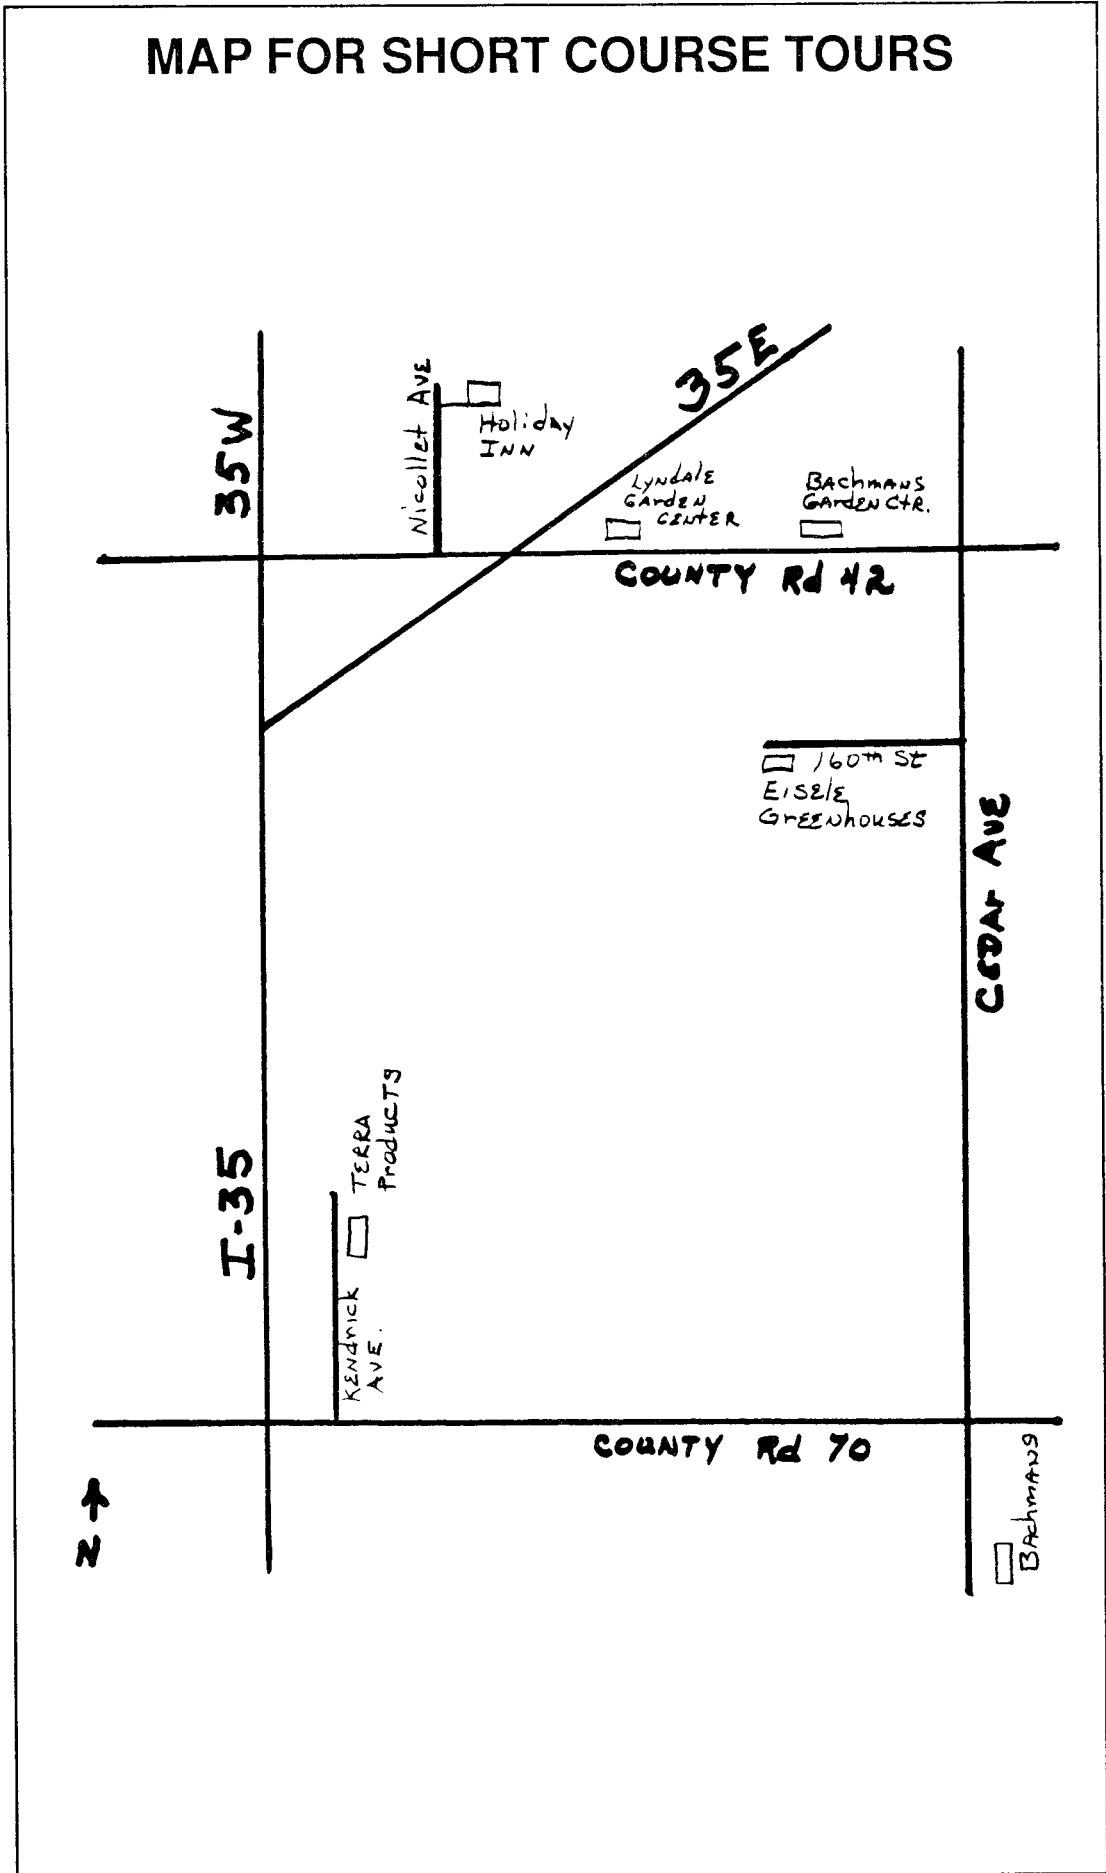 MAP FOR SHORT COURSE TOURS
35W
Nicollet Ave
Holiday
Inn
35E
Lyndale
Garden
Center
Bachmans
Garden Ctr.
County Rd 42
160th St
Eisele
Greenhouses
Cedar Ave
I-35
Terra
Products
Kendrick
Ave.
County Rd 70
N
Bachmans